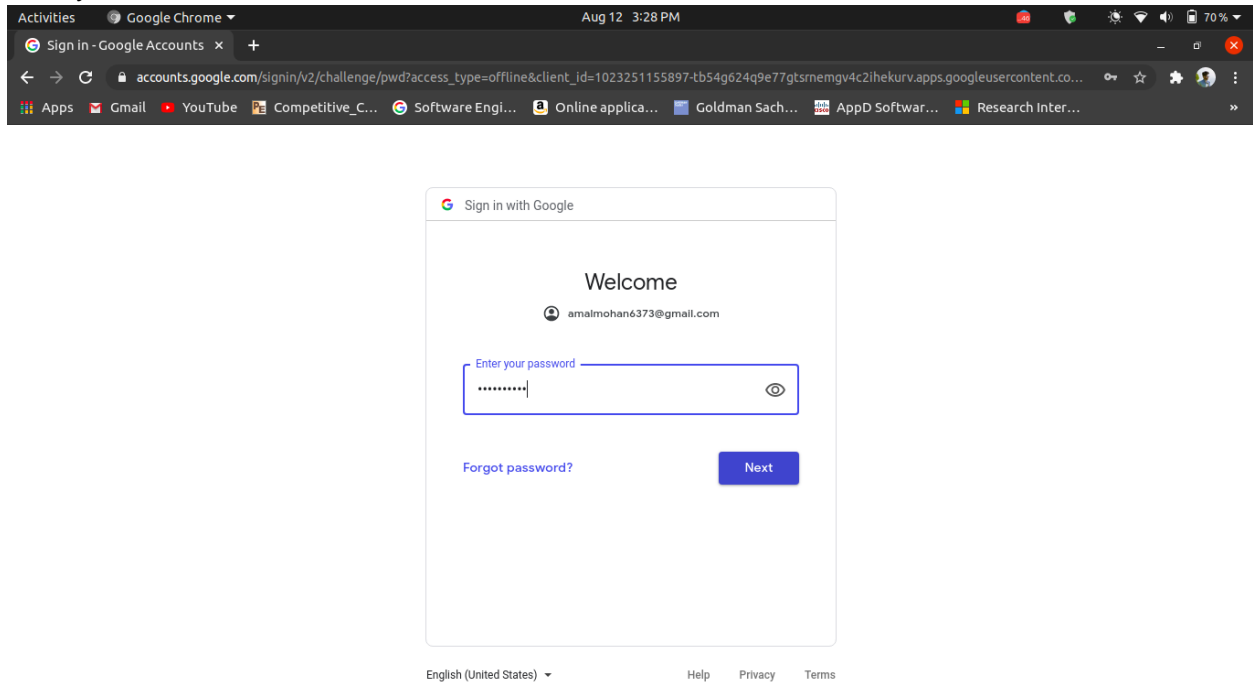 Activities Google Chrome Aug 12 3:28 PM 70 %
Sign in - Google Accounts
accounts.google.com/signin/v2/challenge/pwd?access_type=offline&client_id=1023251155897-tb54g624q9e77gtsrnemgv4c2ihekurv.apps.googleusercontent.co...
Apps Gmail YouTube Competitive_C... Software Engi... Online applica... Goldman Sach... AppD Softwar... Research Inter... »
Sign in with Google
Welcome
amalmohan6373@gmail.com
Enter your password
••••••••••
Forgot password? Next
English (United States) Help Privacy Terms